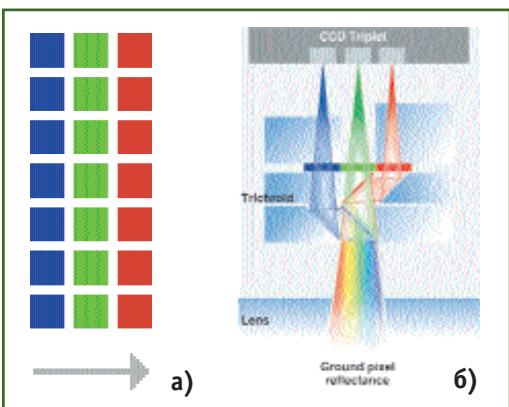 CCD Triplet
Trichroid
Lens
Ground pixel
reflectance
а)
б)